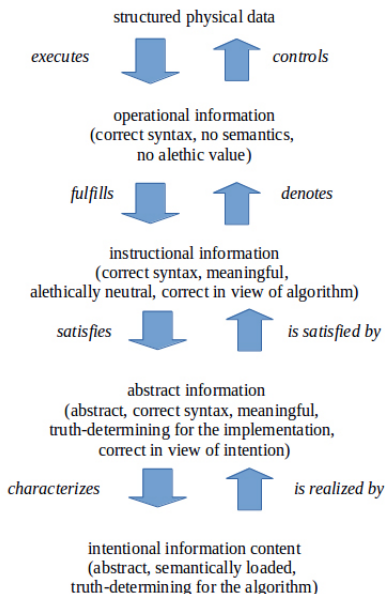 structured physical data
executes
controls
operational information
(correct syntax, no semantics,
no alethic value)
fulfills
denotes
instructional information
(correct syntax, meaningful,
alethically neutral, correct in view of algorithm)
satisfies
is satisfied by
abstract information
(abstract, correct syntax, meaningful,
truth-determining for the implementation,
correct in view of intention)
characterizes
is realized by
intentional information content
(abstract, semantically loaded,
truth-determining for the algorithm)